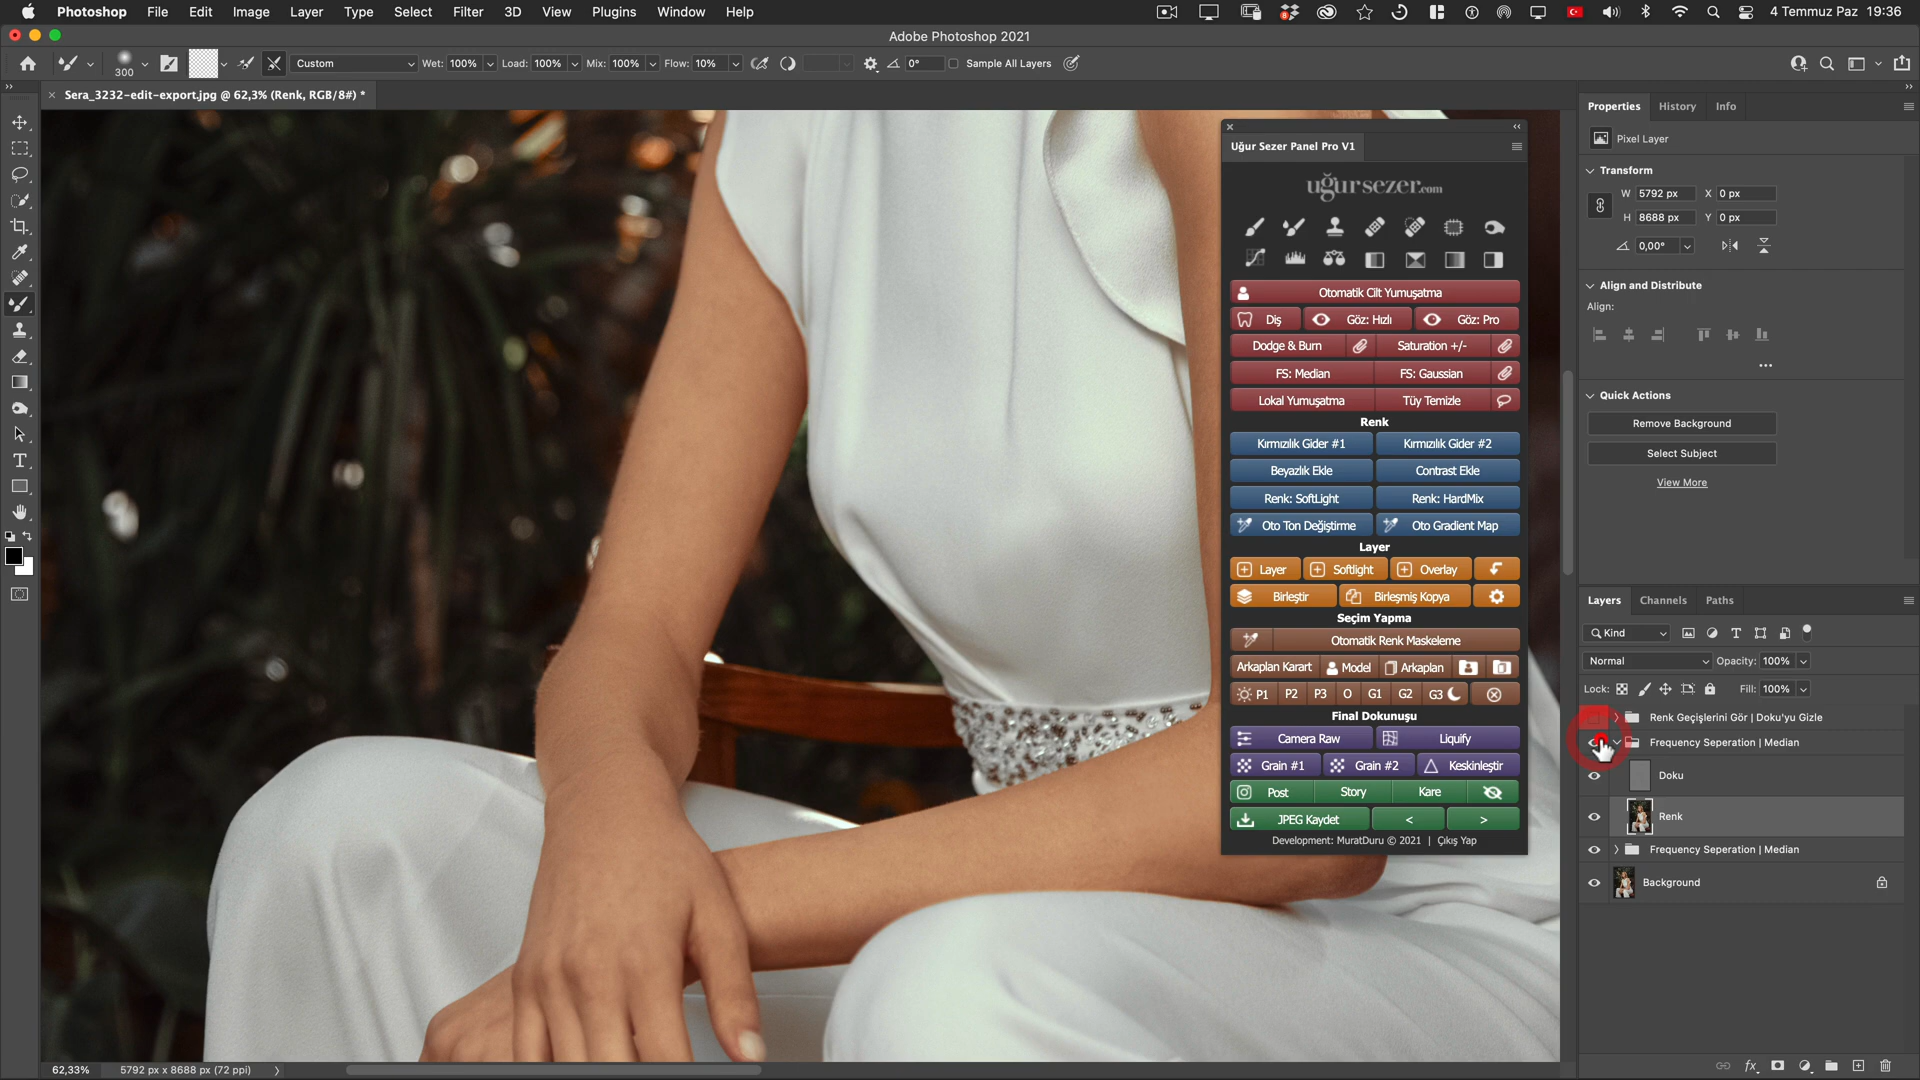 Photoshop File Edit Image Layer Type Select Filter 3D View Plugins Window Help
8
4 Temmuz Paz 19:36
Adobe Photoshop 2021
300
Custom Wet: 100% Load: 100% Mix: 100% Flow: 10% 0° Sample All Layers
Sera_3232-edit-export.jpg @ 62,3% (Renk, RGB/8#) *
Uğur Sezer Panel Pro V1
uğursezer.com
Otomatik Cilt Yumuşatma
Diş Göz: Hızlı Göz: Pro
Dodge & Burn Saturation +/-
FS: Median FS: Gaussian
Lokal Yumuşatma Tüy Temizle
Renk
Kırmızılık Gider #1 Kırmızılık Gider #2
Beyazlık Ekle Contrast Ekle
Renk: SoftLight Renk: HardMix
Oto Ton Değiştirme Oto Gradient Map
Layer
Layer Softlight Overlay
Birleştir Birleşmiş Kopya
Seçim Yapma
Otomatik Renk Maskeleme
Arkaplan Karart Model Arkaplan
P1 P2 P3 O G1 G2 G3
Final Dokunuşu
Camera Raw Liquify
Grain #1 Grain #2 Keskinleştir
Post Story Kare
JPEG Kaydet < >
Development: MuratDuru © 2021 | Çıkış Yap
Properties History Info
Pixel Layer
Transform
W 5792 px X 0 px
H 8688 px Y 0 px
0,00°
Align and Distribute
Align:
Quick Actions
Remove Background
Select Subject
View More
Layers Channels Paths
Kind
Normal Opacity: 100%
Lock: Fill: 100%
Renk Geçişlerini Gör | Doku'yu Gizle
Frequency Seperation | Median
Doku
Renk
Frequency Seperation | Median
Background
62,33% 5792 px x 8688 px (72 ppi)
fx